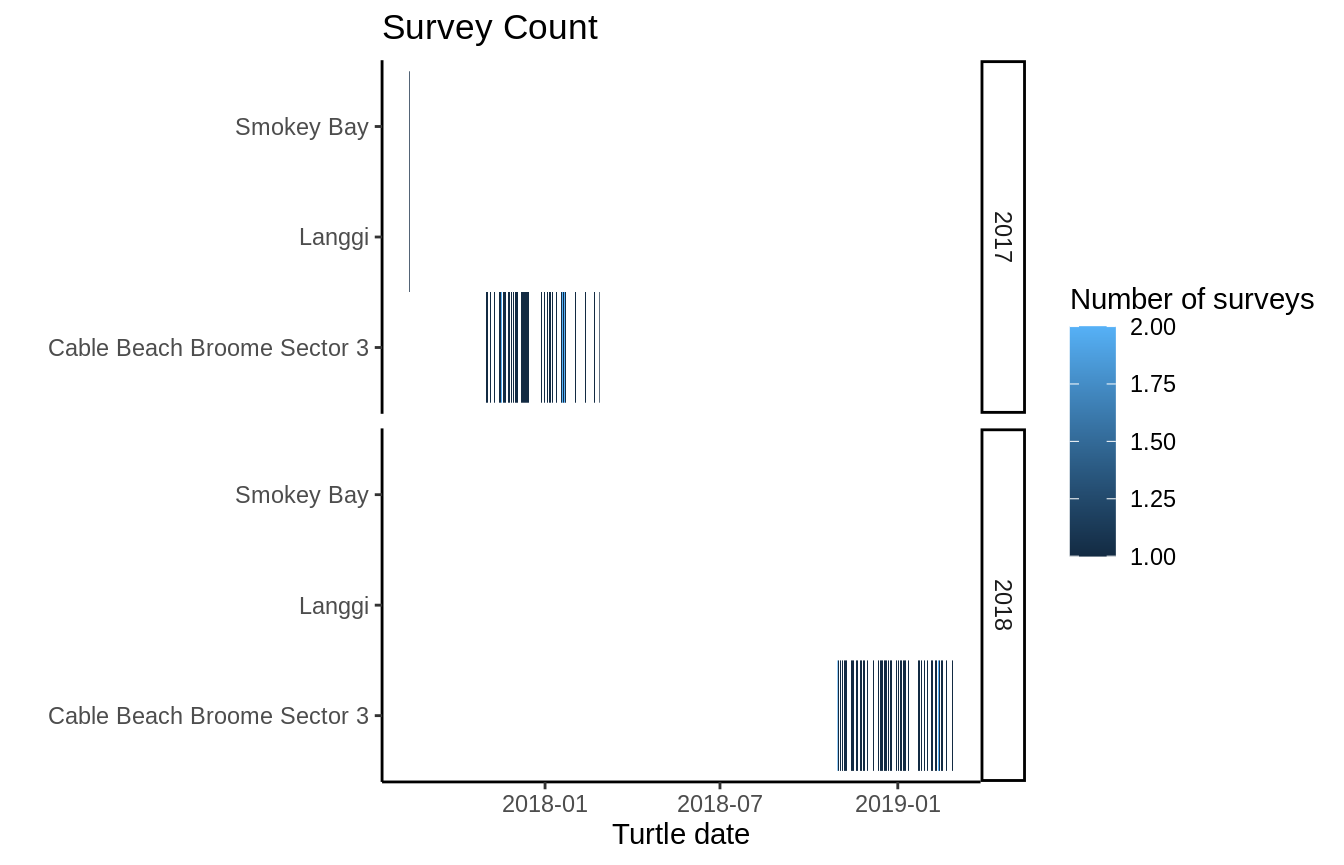 Survey Count
Smokey Bay
Langgi
Cable Beach Broome Sector 3
2017
Smokey Bay
Langgi
Cable Beach Broome Sector 3
2018
2018-01
2018-07
2019-01
Turtle date
Number of surveys
2.00
1.75
1.50
1.25
1.00